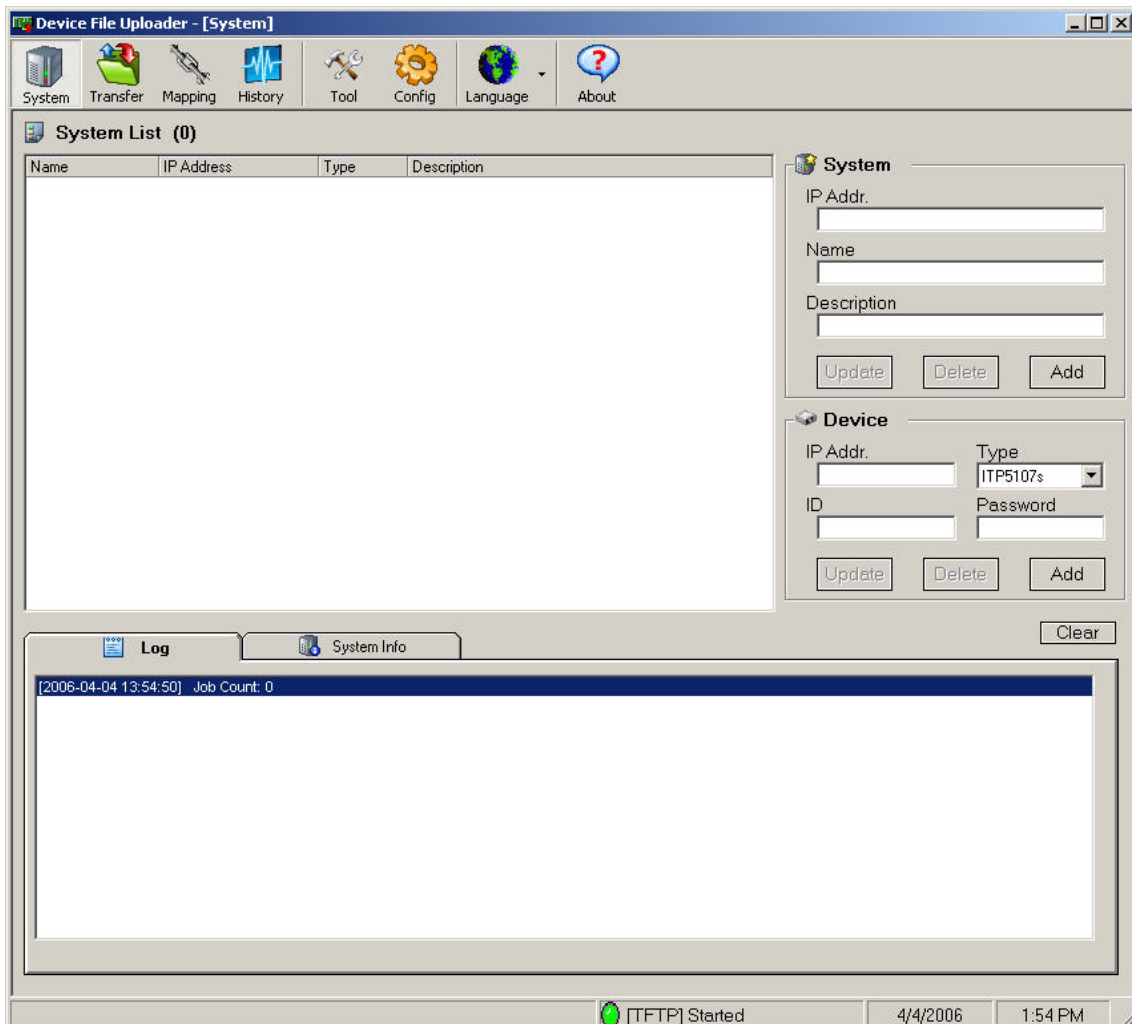 Device File Uploader - [System]
System Transfer Mapping History Tool Config Language About
System List (0)
Name IP Address Type Description
System
IP Addr.
Name
Description
Update Delete Add
Device
IP Addr. Type
ITP5107s
ID Password
Update Delete Add
Clear
Log System Info
[2006-04-04 13:54:50] Job Count: 0
[TFTP] Started 4/4/2006 1:54 PM